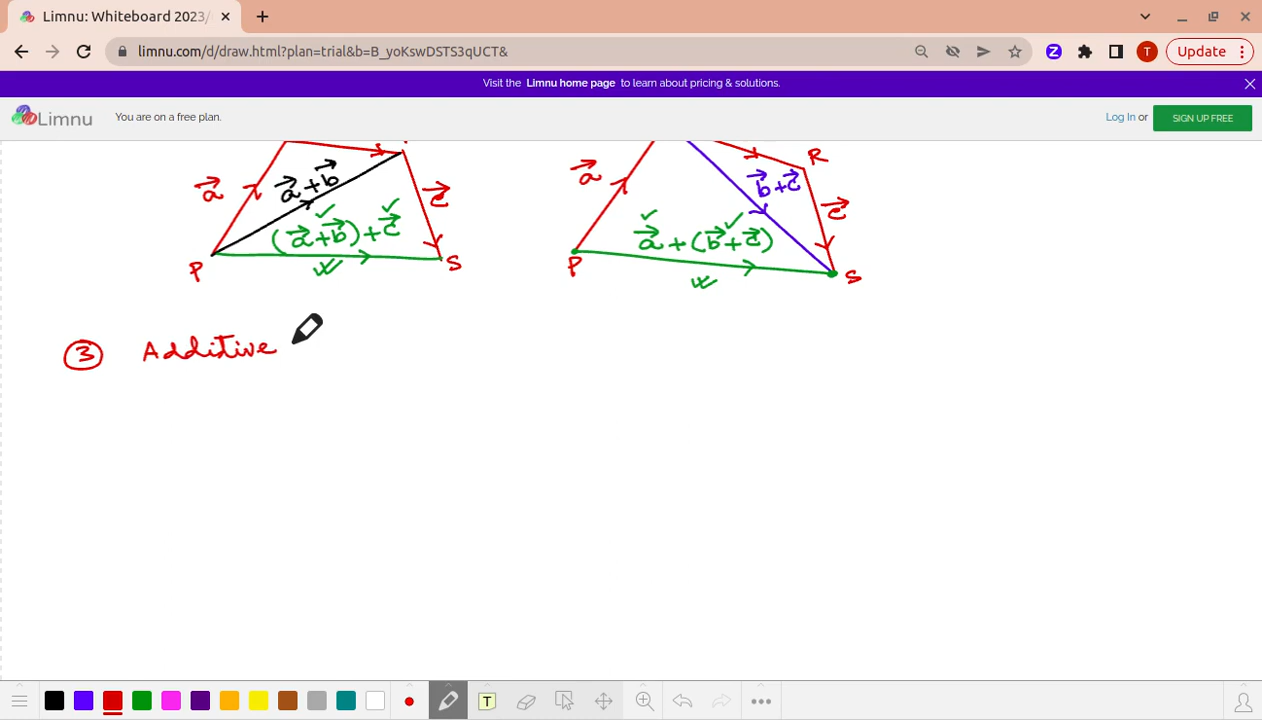 Limnu: Whiteboard 2023/
limnu.com/d/draw.html?plan=trial&b=B_yoKswDSTS3qUCT&
Z
T
Update
Visit the Limnu home page to learn about pricing & solutions.
Limnu
You are on a free plan.
Log In or
SIGN UP FREE
a⃗
a⃗+b⃗
c⃗
(a⃗+b⃗)+c⃗
P
S
a⃗
R
b⃗+c⃗
c⃗
a⃗+(b⃗+c⃗)
P
S
③ Additive
T